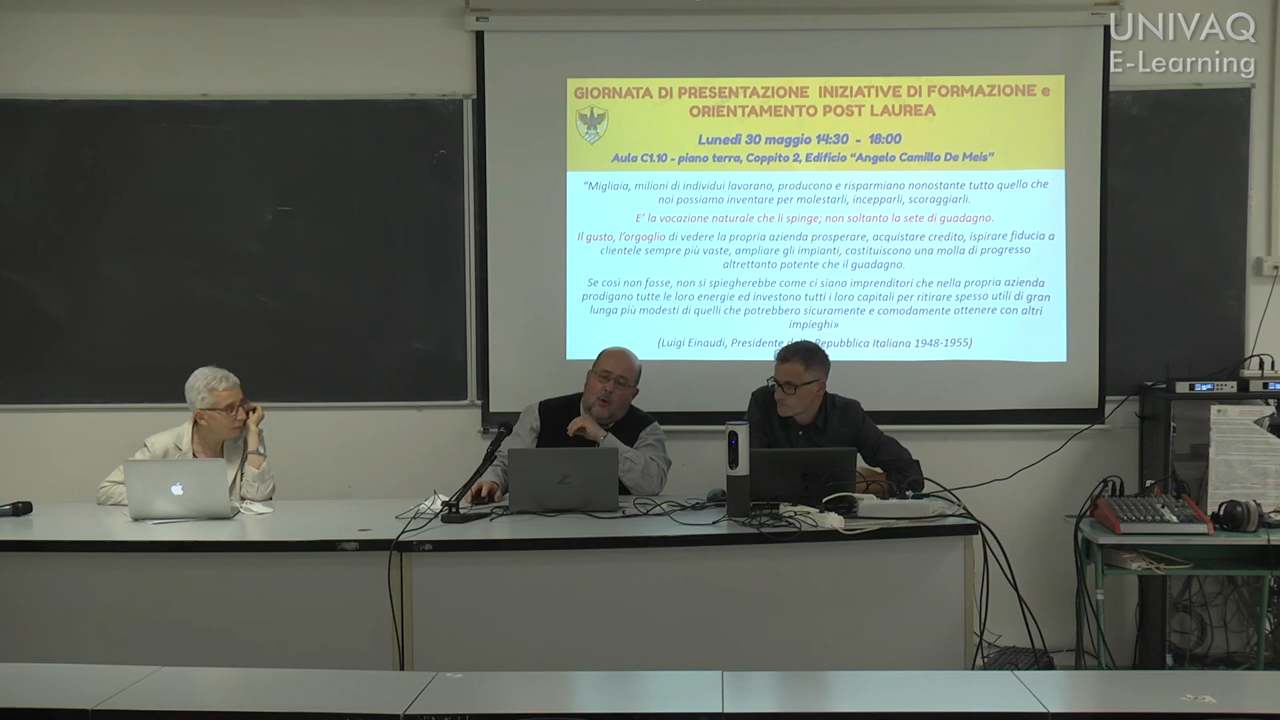 UNIVAQ
E-Learning
GIORNATA DI PRESENTAZIONE INIZIATIVE DI FORMAZIONE e
ORIENTAMENTO POST LAUREA
Lunedì 30 maggio 14:30 - 18:00
Aula C1.10 - piano terra, Coppito 2, Edificio "Angelo Camillo De Meis"
"Migliaia, milioni di individui lavorano, producono e risparmiano nonostante tutto quello che
noi possiamo inventare per molestarli, incepparli, scoraggiarli.
E' la vocazione naturale che li spinge; non soltanto la sete di guadagno.
Il gusto, l'orgoglio di vedere la propria azienda prosperare, acquistare credito, ispirare fiducia a
clientele sempre più vaste, ampliare gli impianti, costituiscono una molla di progresso
altrettanto potente che il guadagno.
Se così non fosse, non si spiegherebbe come ci siano imprenditori che nella propria azienda
prodigano tutte le loro energie ed investono tutti i loro capitali per ritirare spesso utili di gran
lunga più modesti di quelli che potrebbero sicuramente e comodamente ottenere con altri
impieghi»
(Luigi Einaudi, Presidente Repubblica Italiana 1948-1955)